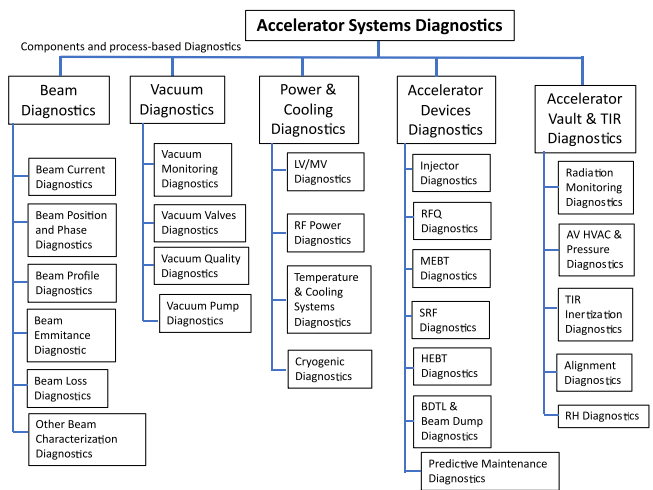 Accelerator Systems Diagnostics
Components and process-based Diagnostics
Beam
Diagnostics
Beam Current
Diagnostics
Beam Position
and Phase
Diagnostics
Beam Profile
Diagnostics
Beam
Emmitance
Diagnostic
Beam Loss
Diagnostics
Other Beam
Characterization
Diagnostics
Vacuum
Diagnostics
Vacuum
Monitoring
Diagnostics
Vacuum Valves
Diagnostics
Vacuum Quality
Diagnostics
Vacuum Pump
Diagnostics
Power &
Cooling
Diagnostics
LV/MV
Diagnostics
RF Power
Diagnostics
Temperature
& Cooling
Systems
Diagnostics
Cryogenic
Diagnostics
Accelerator
Devices
Diagnostics
Injector
Diagnostics
RFQ
Diagnostics
MEBT
Diagnostics
SRF
Diagnostics
HEBT
Diagnostics
BDTL &
Beam Dump
Diagnostics
Predictive Maintenance
Diagnostics
Accelerator
Vault & TIR
Diagnostics
Radiation
Monitoring
Diagnostics
AV HVAC &
Pressure
Diagnostics
TIR
Inertization
Diagnostics
Alignment
Diagnostics
RH Diagnostics